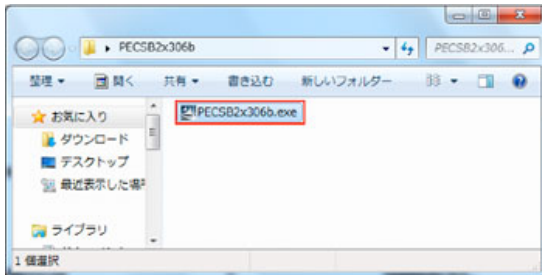 PECSB2x306b
PECSB2x306... 
整理 開く 共有 書き込む 新しいフォルダー
お気に入り
ダウンロード
デスクトップ
最近表示した場所
ライブラリ
PECSB2x306b.exe
1 個選択